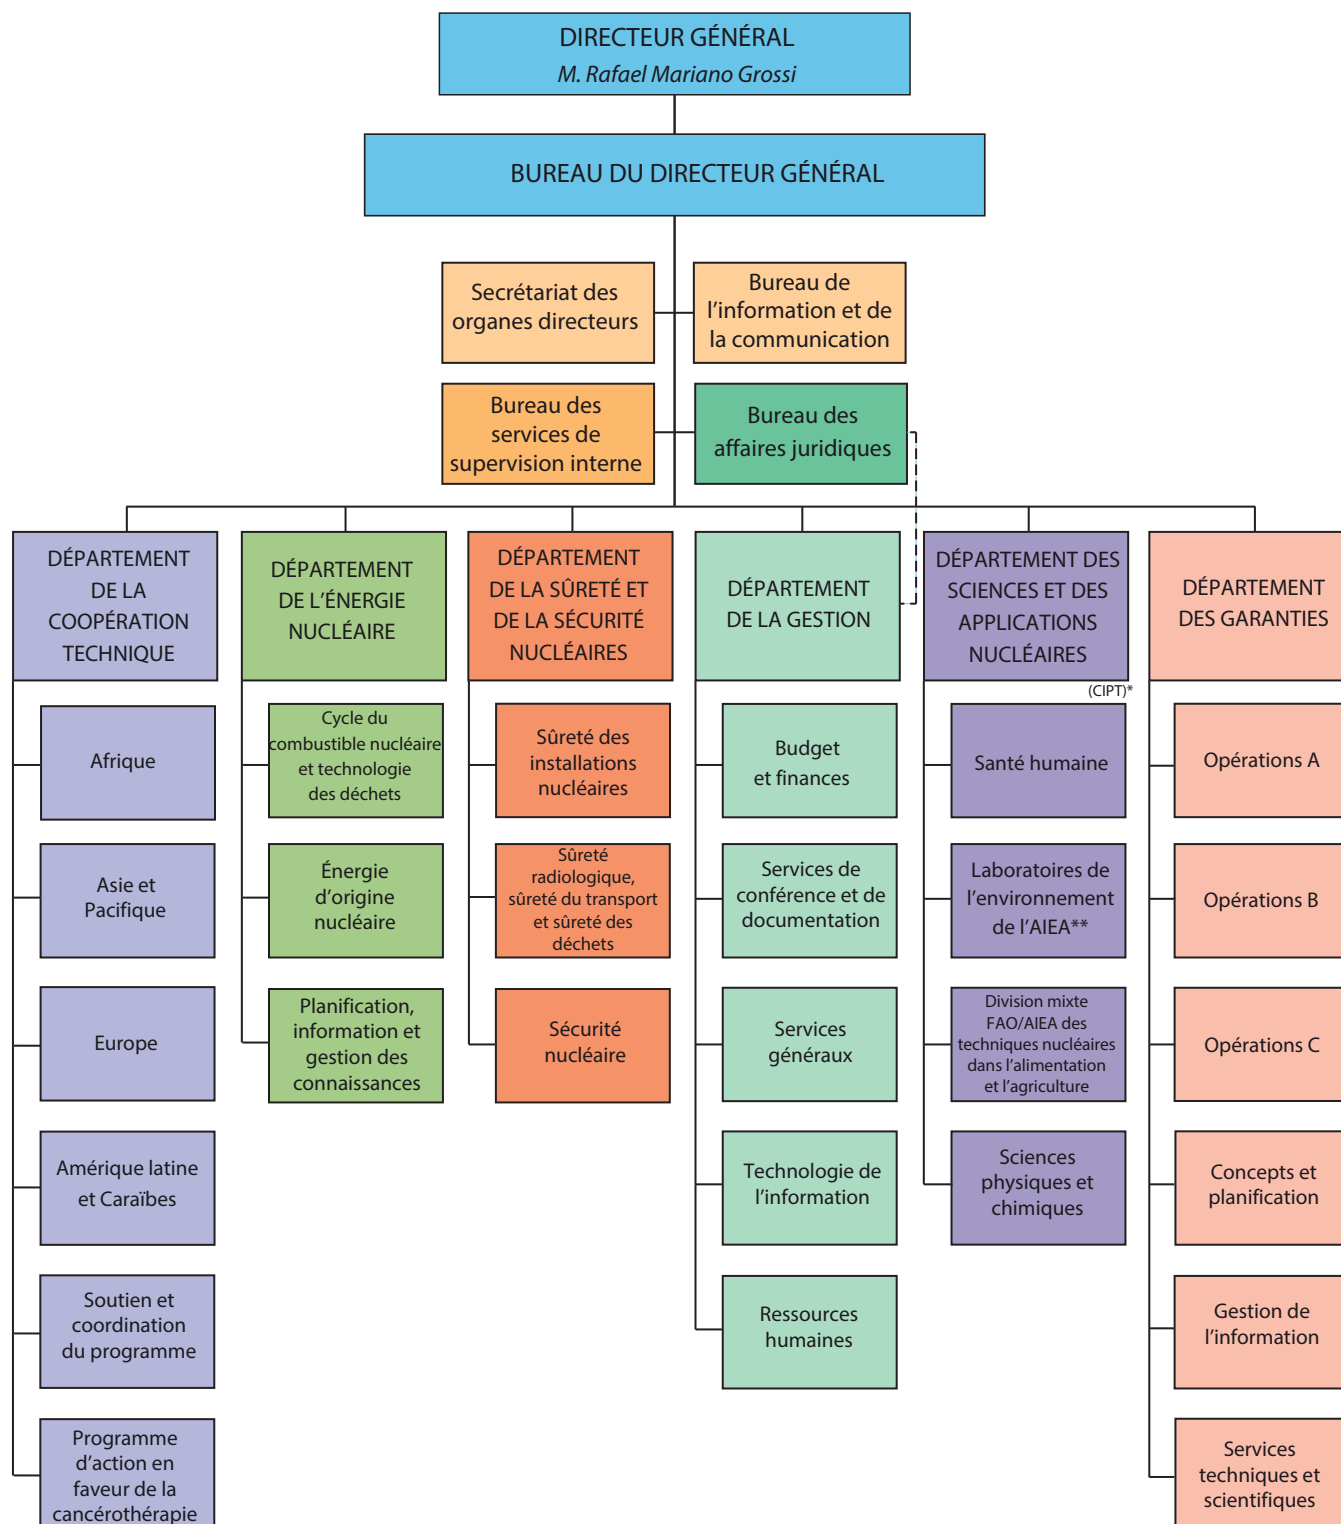 DIRECTEUR GÉNÉRAL
M. Rafael Mariano Grossi
BUREAU DU DIRECTEUR GÉNÉRAL
Secrétariat des
organes directeurs
Bureau de
l'information et de
la communication
Bureau des
services de
supervision interne
Bureau des
affaires juridiques
DÉPARTEMENT
DE LA
COOPÉRATION
TECHNIQUE
Afrique
Asie et
Pacifique
Europe
Amérique latine
et Caraïbes
Soutien et
coordination
du programme
Programme
d'action en
faveur de la
cancérothérapie
DÉPARTEMENT
DE L'ÉNERGIE
NUCLÉAIRE
Cycle du
combustible nucléaire
et technologie
des déchets
Énergie
d'origine
nucléaire
Planification,
information et
gestion des
connaissances
DÉPARTEMENT
DE LA SÛRETÉ ET
DE LA SÉCURITÉ
NUCLÉAIRES
Sûreté des
installations
nucléaires
Sûreté
radiologique,
sûreté du transport
et sûreté des
déchets
Sécurité
nucléaire
DÉPARTEMENT
DE LA GESTION
Budget
et finances
Services de
conférence et de
documentation
Services
généraux
Technologie de
l'information
Ressources
humaines
DÉPARTEMENT DES
SCIENCES ET DES
APPLICATIONS
NUCLÉAIRES
(CIPT)*
Santé humaine
Laboratoires de
l'environnement
de l'AIEA**
Division mixte
FAO/AIEA des
techniques nucléaires
dans l'alimentation
et l'agriculture
Sciences
physiques et
chimiques
DÉPARTEMENT
DES GARANTIES
Opérations A
Opérations B
Opérations C
Concepts et
planification
Gestion de
l'information
Services
techniques et
scientifiques